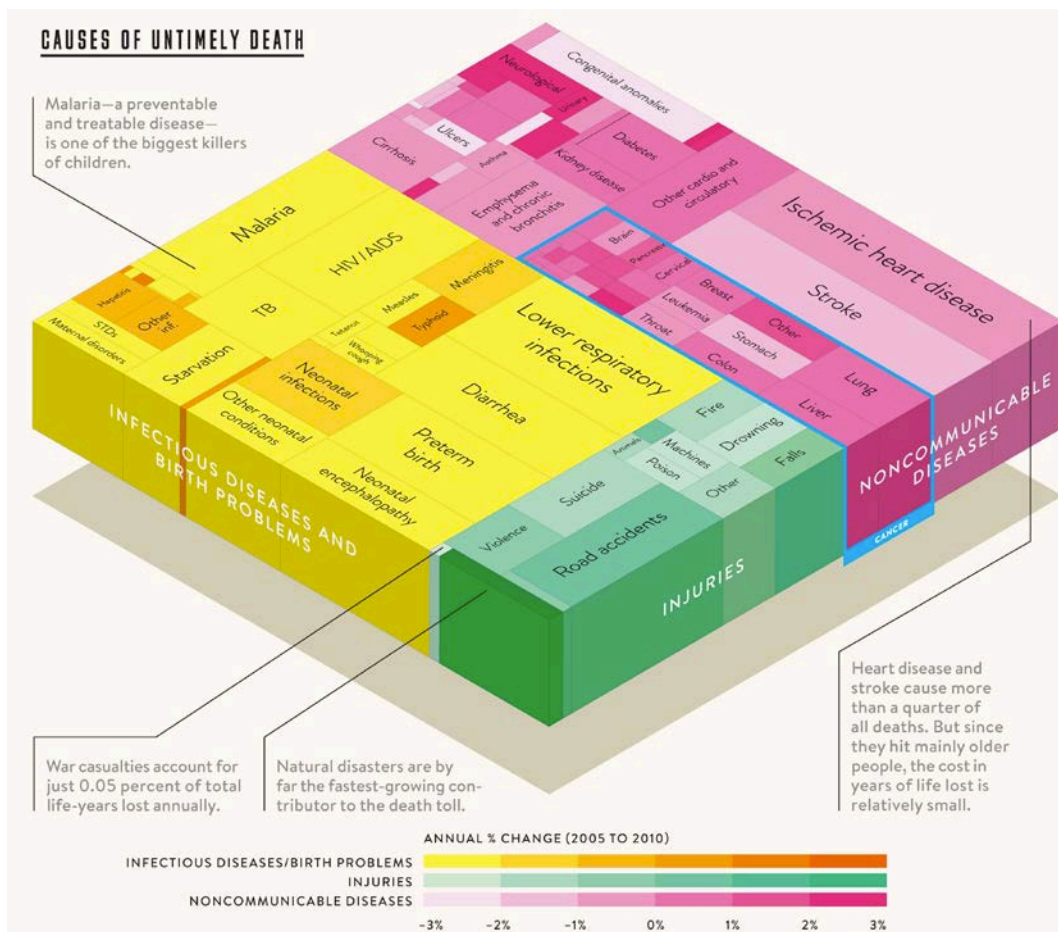 CAUSES OF UNTIMELY DEATH
Malaria—a preventable
and treatable disease—
is one of the biggest killers
of children.
Congenital anomalies
Neurological
Urinary
Ulcers
Diabetes
Cirrhosis
Asthma
Kidney disease
Other cardio and
circulatory
Emphysema
and chronic
bronchitis
Ischemic heart disease
Stroke
Malaria
HIV/AIDS
Brain
Pancreatic
Cervical
Breast
Leukemia
Other
Throat
Stomach
Colon
Lung
Liver
CANCER
NONCOMMUNICABLE
DISEASES
Hepatitis
STDs
Other
inf.
Maternal disorders
TB
Measles
Meningitis
Typhoid
Tetanus
Whooping
cough
Starvation
Lower respiratory
infections
Neonatal
infections
Diarrhea
Other neonatal
conditions
Preterm
birth
Neonatal
encephalopathy
INFECTIOUS DISEASES AND
BIRTH PROBLEMS
Fire
Drowning
Animals
Machines
Poison
Falls
Suicide
Other
Violence
Road accidents
INJURIES
War casualties account for
just 0.05 percent of total
life-years lost annually.
Natural disasters are by
far the fastest-growing con-
tributor to the death toll.
Heart disease and
stroke cause more
than a quarter of
all deaths. But since
they hit mainly older
people, the cost in
years of life lost is
relatively small.
ANNUAL % CHANGE (2005 TO 2010)
INFECTIOUS DISEASES/BIRTH PROBLEMS
INJURIES
NONCOMMUNICABLE DISEASES
-3% -2% -1% 0% 1% 2% 3%